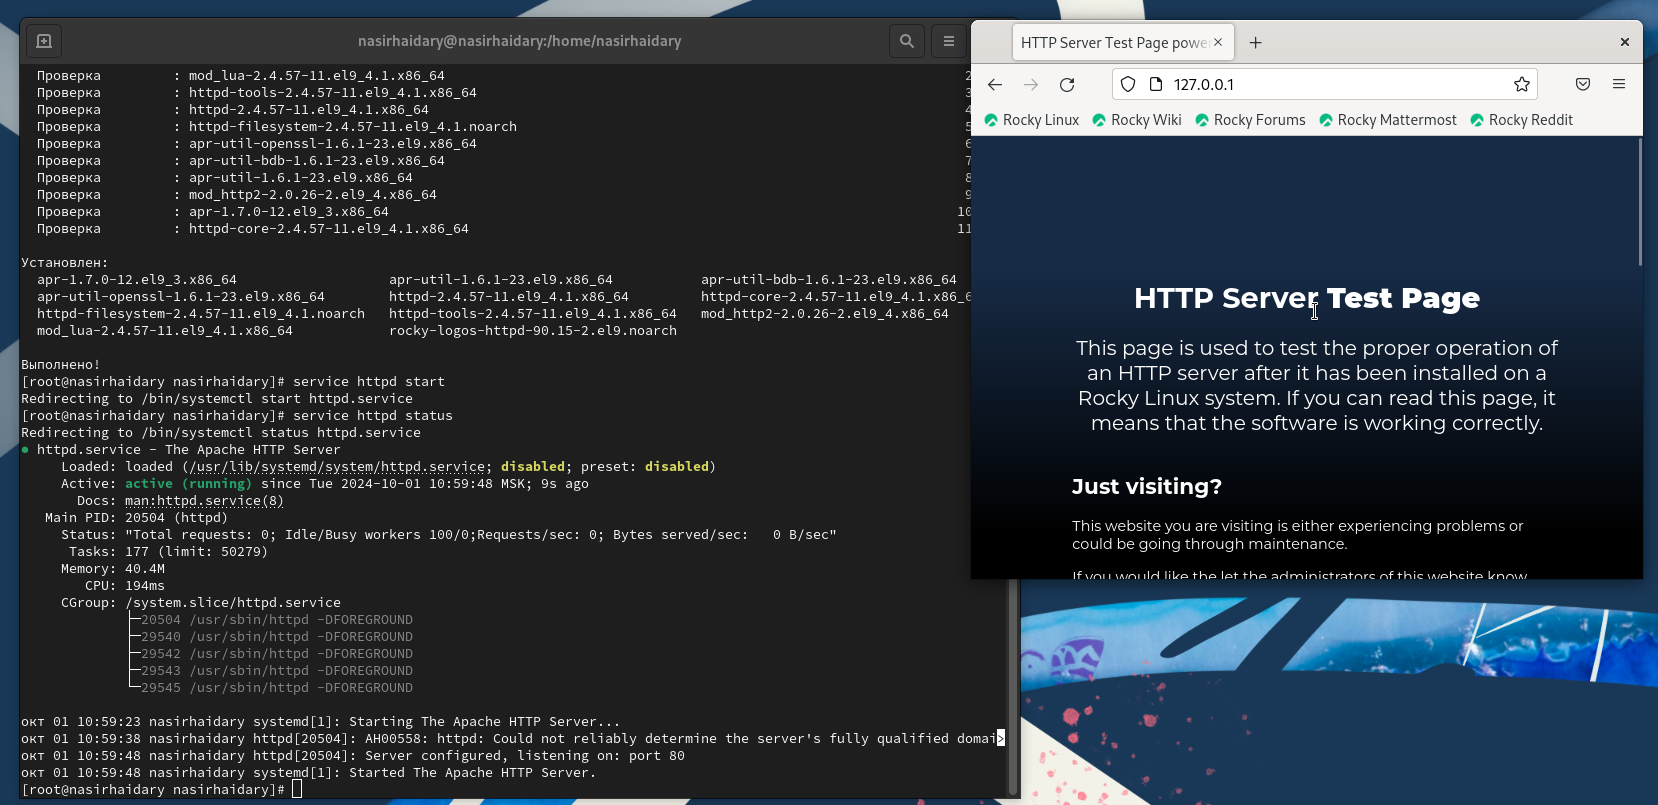 nasirhaidary@nasirhaidary:/home/nasirhaidary
Проверка : mod_lua-2.4.57-11.el9_4.1.x86_64 2
Проверка : httpd-tools-2.4.57-11.el9_4.1.x86_64 3
Проверка : httpd-2.4.57-11.el9_4.1.x86_64 4
Проверка : httpd-filesystem-2.4.57-11.el9_4.1.noarch 5
Проверка : apr-util-openssl-1.6.1-23.el9.x86_64 6
Проверка : apr-util-bdb-1.6.1-23.el9.x86_64 7
Проверка : apr-util-1.6.1-23.el9.x86_64 8
Проверка : mod_http2-2.0.26-2.el9_4.x86_64 9
Проверка : apr-1.7.0-12.el9_3.x86_64 10
Проверка : httpd-core-2.4.57-11.el9_4.1.x86_64 11
Установлен:
apr-1.7.0-12.el9_3.x86_64 apr-util-1.6.1-23.el9.x86_64 apr-util-bdb-1.6.1-23.el9.x86_64
apr-util-openssl-1.6.1-23.el9.x86_64 httpd-2.4.57-11.el9_4.1.x86_64 httpd-core-2.4.57-11.el9_4.1.x86_6
httpd-filesystem-2.4.57-11.el9_4.1.noarch httpd-tools-2.4.57-11.el9_4.1.x86_64 mod_http2-2.0.26-2.el9_4.x86_64
mod_lua-2.4.57-11.el9_4.1.x86_64 rocky-logos-httpd-90.15-2.el9.noarch
Выполнено!
[root@nasirhaidary nasirhaidary]# service httpd start
Redirecting to /bin/systemctl start httpd.service
[root@nasirhaidary nasirhaidary]# service httpd status
Redirecting to /bin/systemctl status httpd.service
● httpd.service - The Apache HTTP Server
Loaded: loaded (/usr/lib/systemd/system/httpd.service; disabled; preset: disabled)
Active: active (running) since Tue 2024-10-01 10:59:48 MSK; 9s ago
Docs: man:httpd.service(8)
Main PID: 20504 (httpd)
Status: "Total requests: 0; Idle/Busy workers 100/0;Requests/sec: 0; Bytes served/sec:   0 B/sec"
Tasks: 177 (limit: 50279)
Memory: 40.4M
CPU: 194ms
CGroup: /system.slice/httpd.service
├─20504 /usr/sbin/httpd -DFOREGROUND
├─29540 /usr/sbin/httpd -DFOREGROUND
├─29542 /usr/sbin/httpd -DFOREGROUND
├─29543 /usr/sbin/httpd -DFOREGROUND
└─29545 /usr/sbin/httpd -DFOREGROUND
окт 01 10:59:23 nasirhaidary systemd[1]: Starting The Apache HTTP Server...
окт 01 10:59:38 nasirhaidary httpd[20504]: AH00558: httpd: Could not reliably determine the server's fully qualified domai>
окт 01 10:59:48 nasirhaidary httpd[20504]: Server configured, listening on: port 80
окт 01 10:59:48 nasirhaidary systemd[1]: Started The Apache HTTP Server.
[root@nasirhaidary nasirhaidary]#
HTTP Server Test Page powe
127.0.0.1
Rocky Linux Rocky Wiki Rocky Forums Rocky Mattermost Rocky Reddit
HTTP Server Test Page
This page is used to test the proper operation of
an HTTP server after it has been installed on a
Rocky Linux system. If you can read this page, it
means that the software is working correctly.
Just visiting?
This website you are visiting is either experiencing problems or
could be going through maintenance.
If you would like the let the administrators of this website know